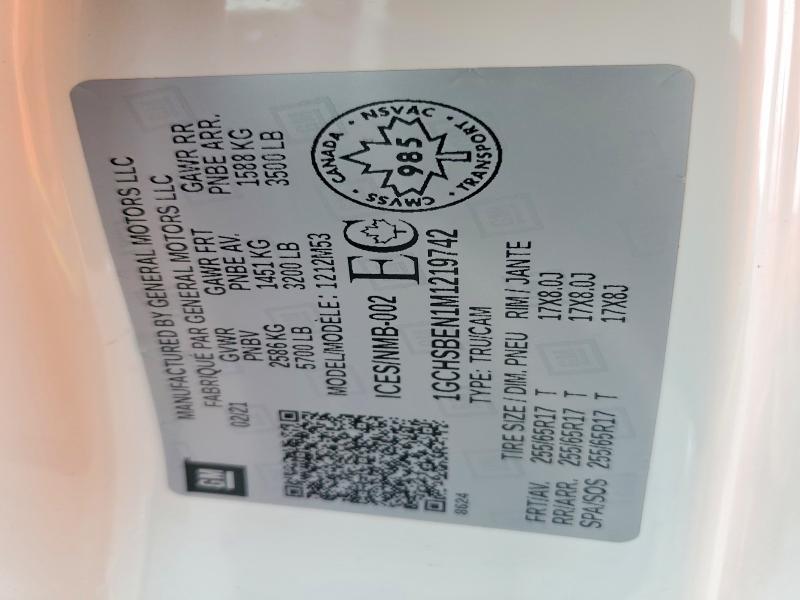 GM
MANUFACTURED BY GENERAL MOTORS LLC
FABRIQUÉ PAR GENERAL MOTORS LLC
02/21 GVWR GAWR FRT GAWR RR
PNBV PNBE AV. PNBE ARR.
2586 KG 1451 KG 1588 KG
5700 LB 3200 LB 3500 LB
MODEL/MODÈLE: 1212M53
ICES/NMB-002 EC
CANADA · NSVAC · TRANSPORT · CMVSS ·
985
1GCHSBEN1M1219742
8624 TYPE: TRU/CAM
TIRE SIZE / DIM. PNEU RIM / JANTE
FRT/AV. 255/65R17 T 17X8.0J
RR/ARR. 255/65R17 T 17X8.0J
SPA/SOS 255/65R17 T 17X8J